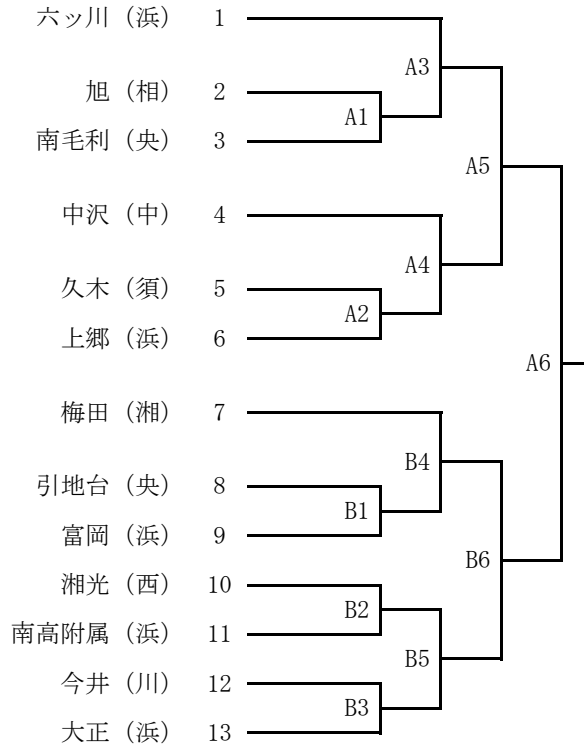 六ッ川（浜） 1
A3
旭（相） 2
A1
南毛利（央） 3
A5
中沢（中） 4
A4
久木（須） 5
A2
上郷（浜） 6
A6
梅田（湘） 7
B4
引地台（央） 8
B1
富岡（浜） 9
B6
湘光（西） 10
B2
南高附属（浜） 11
B5
今井（川） 12
B3
大正（浜） 13